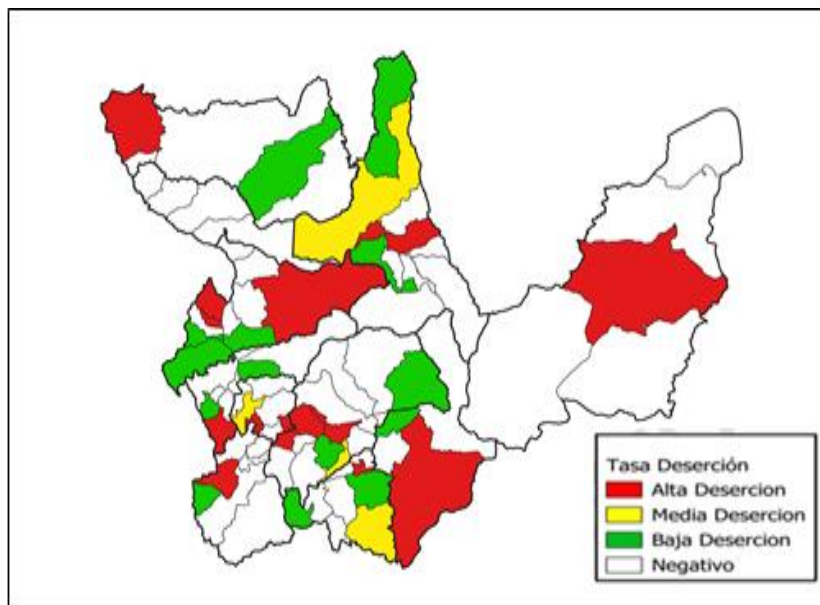 Tasa Deserción
Alta Desercion
Media Desercion
Baja Desercion
Negativo